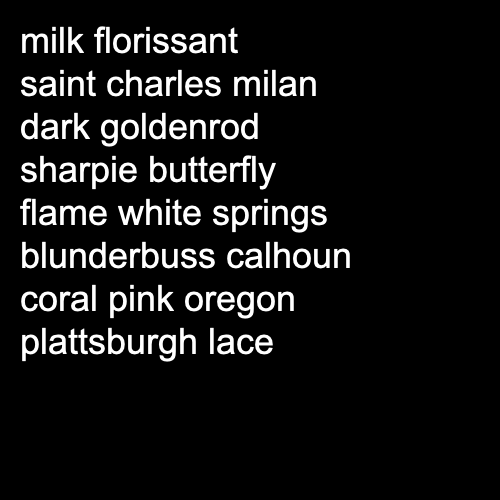 milk florissant
saint charles milan
dark goldenrod
sharpie butterfly
flame white springs
blunderbuss calhoun
coral pink oregon
plattsburgh lace